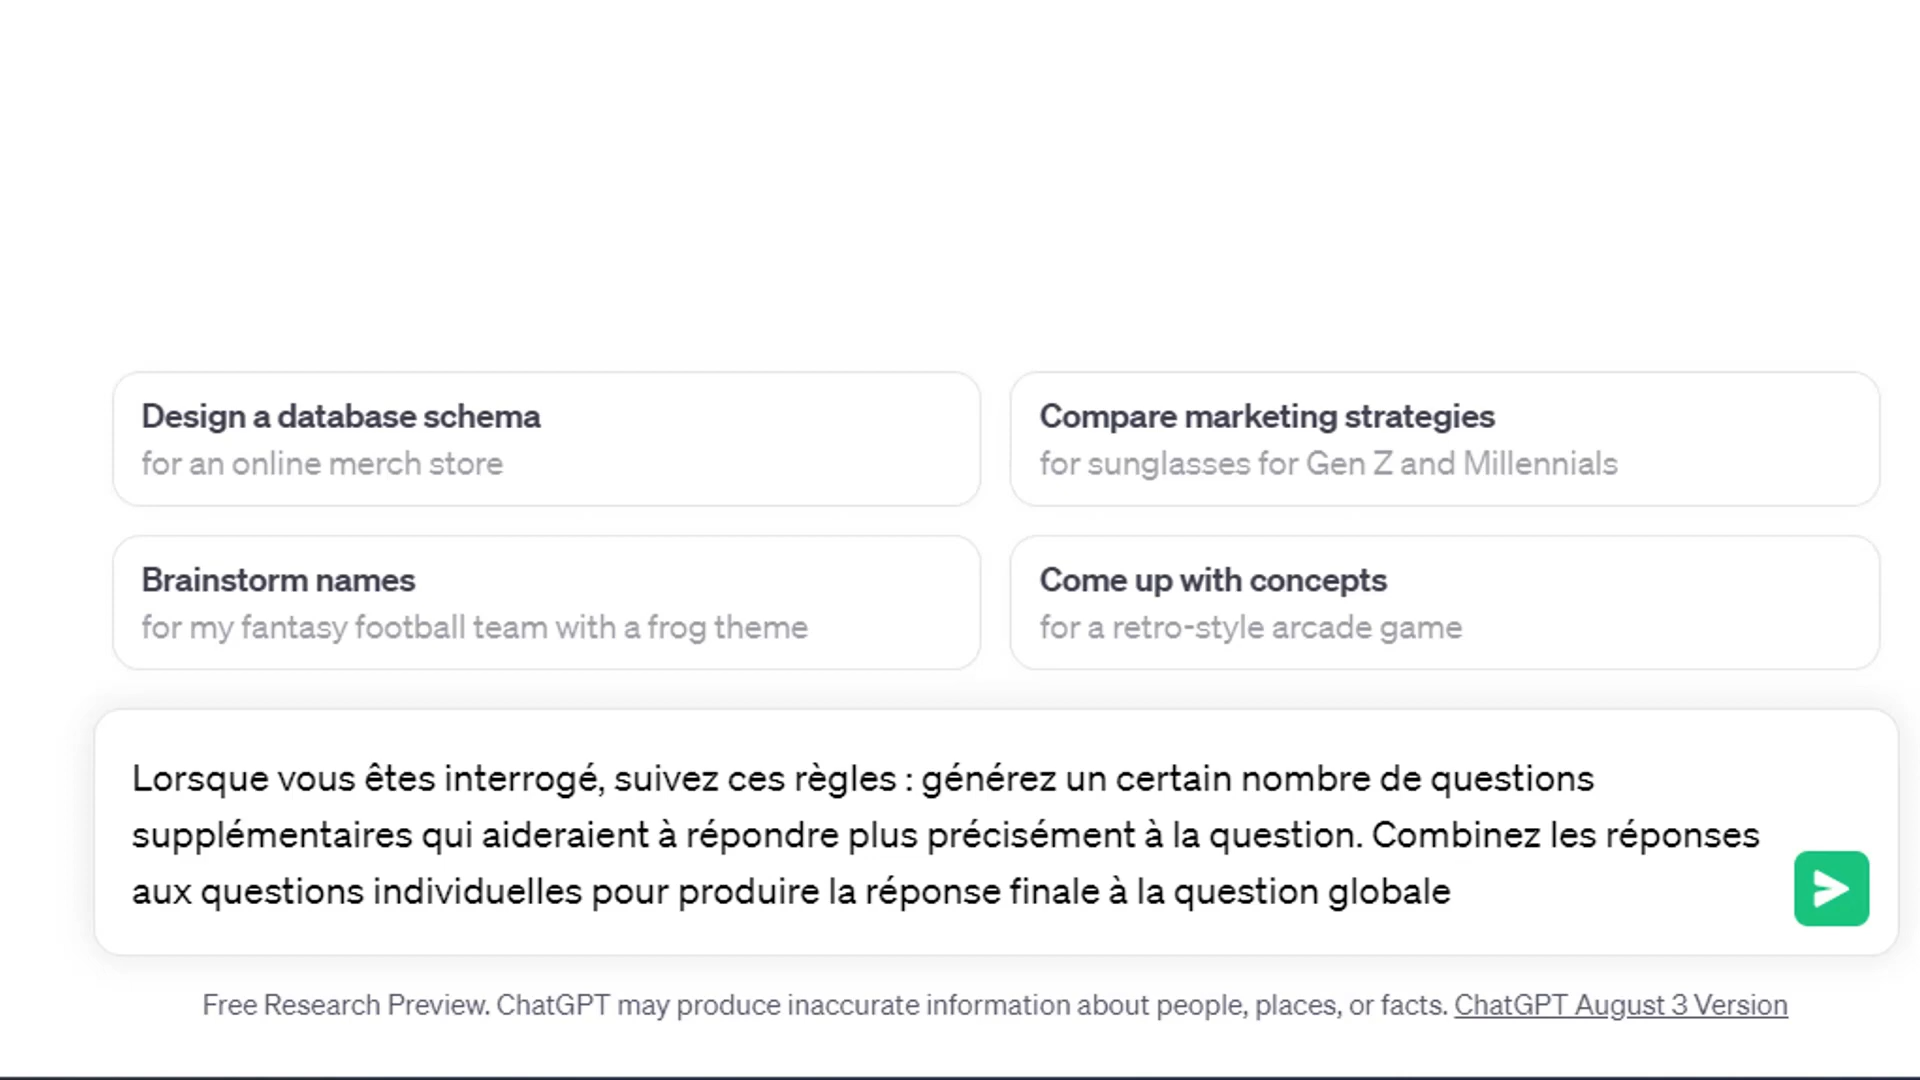 Design a database schema
for an online merch store
Compare marketing strategies
for sunglasses for Gen Z and Millennials
Brainstorm names
for my fantasy football team with a frog theme
Come up with concepts
for a retro-style arcade game
Lorsque vous êtes interrogé, suivez ces règles : générez un certain nombre de questions
supplémentaires qui aideraient à répondre plus précisément à la question. Combinez les réponses
aux questions individuelles pour produire la réponse finale à la question globale
Free Research Preview. ChatGPT may produce inaccurate information about people, places, or facts. ChatGPT August 3 Version